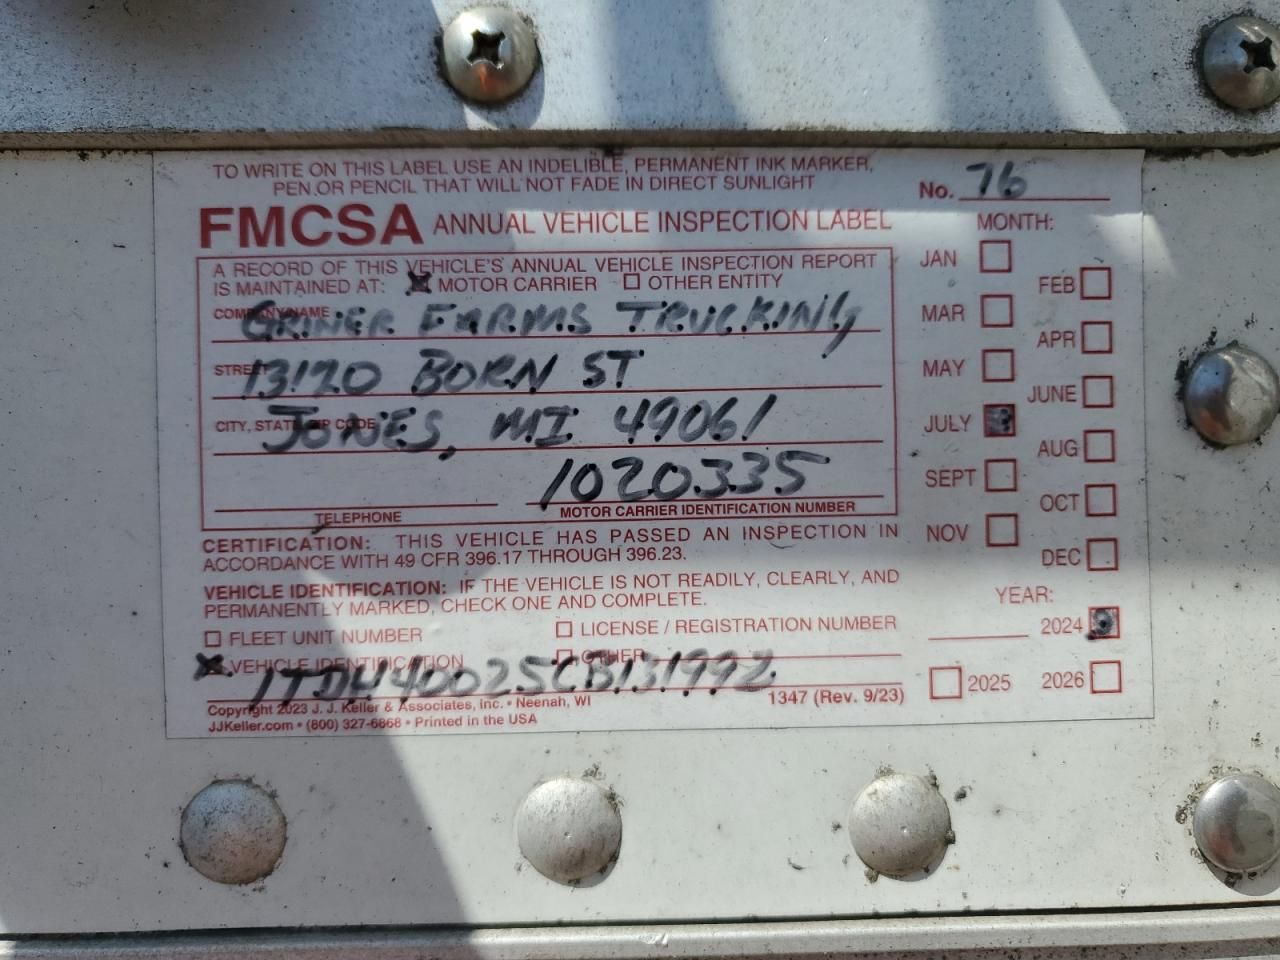 TO WRITE ON THIS LABEL USE AN INDELIBLE, PERMANENT INK MARKER,
PEN OR PENCIL THAT WILL NOT FADE IN DIRECT SUNLIGHT
No. 76
FMCSA ANNUAL VEHICLE INSPECTION LABEL
A RECORD OF THIS VEHICLE'S ANNUAL VEHICLE INSPECTION REPORT
IS MAINTAINED AT: MOTOR CARRIER OTHER ENTITY
COMPANY NAME
GRINER FARMS TRUCKING
STREET
13120 BORN ST
CITY, STATE, ZIP CODE
JONES, MI 49061
1020335
TELEPHONE MOTOR CARRIER IDENTIFICATION NUMBER
CERTIFICATION: THIS VEHICLE HAS PASSED AN INSPECTION IN
ACCORDANCE WITH 49 CFR 396.17 THROUGH 396.23.
VEHICLE IDENTIFICATION: IF THE VEHICLE IS NOT READILY, CLEARLY, AND
PERMANENTLY MARKED, CHECK ONE AND COMPLETE.
FLEET UNIT NUMBER LICENSE / REGISTRATION NUMBER
VEHICLE IDENTIFICATION OTHER
1TDH40025CB131992
Copyright 2023 J. J. Keller & Associates, Inc. • Neenah, WI 1347 (Rev. 9/23)
JJKeller.com • (800) 327-6868 • Printed in the USA
MONTH:
JAN
FEB
MAR
APR
MAY
JUNE
JULY
AUG
SEPT
OCT
NOV
DEC
YEAR:
2024
2025 2026